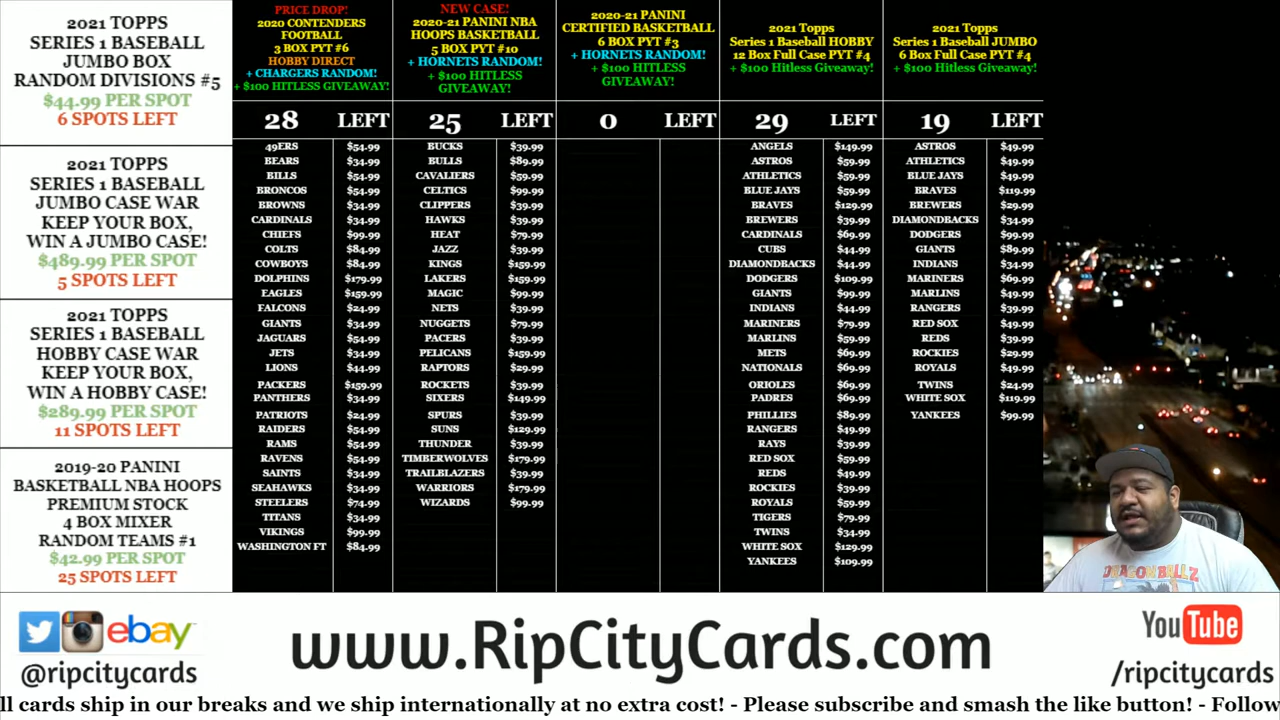 2021 TOPPS
SERIES 1 BASEBALL
JUMBO BOX
RANDOM DIVISIONS #5
$44.99 PER SPOT
6 SPOTS LEFT
2021 TOPPS
SERIES 1 BASEBALL
JUMBO CASE WAR
KEEP YOUR BOX,
WIN A JUMBO CASE!
$489.99 PER SPOT
5 SPOTS LEFT
2021 TOPPS
SERIES 1 BASEBALL
HOBBY CASE WAR
KEEP YOUR BOX,
WIN A HOBBY CASE!
$289.99 PER SPOT
11 SPOTS LEFT
2019-20 PANINI
BASKETBALL NBA HOOPS
PREMIUM STOCK
4 BOX MIXER
RANDOM TEAMS #1
$42.99 PER SPOT
25 SPOTS LEFT
PRICE DROP!
2020 CONTENDERS
FOOTBALL
3 BOX PYT #6
HOBBY DIRECT
+ CHARGERS RANDOM!
+ $100 HITLESS GIVEAWAY!
28 LEFT
49ERS $54.99
BEARS $34.99
BILLS $54.99
BRONCOS $54.99
BROWNS $34.99
CARDINALS $34.99
CHIEFS $99.99
COLTS $84.99
COWBOYS $84.99
DOLPHINS $179.99
EAGLES $159.99
FALCONS $24.99
GIANTS $34.99
JAGUARS $54.99
JETS $34.99
LIONS $44.99
PACKERS $159.99
PANTHERS $34.99
PATRIOTS $24.99
RAIDERS $54.99
RAMS $54.99
RAVENS $54.99
SAINTS $34.99
SEAHAWKS $34.99
STEELERS $74.99
TITANS $34.99
VIKINGS $99.99
WASHINGTON FT $84.99
NEW CASE!
2020-21 PANINI NBA
HOOPS BASKETBALL
5 BOX PYT #10
+ HORNETS RANDOM!
+ $100 HITLESS
GIVEAWAY!
25 LEFT
BUCKS $39.99
BULLS $89.99
CAVALIERS $59.99
CELTICS $99.99
CLIPPERS $39.99
HAWKS $39.99
HEAT $79.99
JAZZ $39.99
KINGS $159.99
LAKERS $159.99
MAGIC $99.99
NETS $39.99
NUGGETS $79.99
PACERS $39.99
PELICANS $159.99
RAPTORS $29.99
ROCKETS $39.99
SIXERS $149.99
SPURS $39.99
SUNS $129.99
THUNDER $39.99
TIMBERWOLVES $179.99
TRAILBLAZERS $39.99
WARRIORS $179.99
WIZARDS $99.99
2020-21 PANINI
CERTIFIED BASKETBALL
6 BOX PYT #3
+ HORNETS RANDOM!
+ $100 HITLESS
GIVEAWAY!
0 LEFT
2021 Topps
Series 1 Baseball HOBBY
12 Box Full Case PYT #4
+ $100 Hitless Giveaway!
29 LEFT
ANGELS $149.99
ASTROS $59.99
ATHLETICS $59.99
BLUE JAYS $59.99
BRAVES $129.99
BREWERS $39.99
CARDINALS $69.99
CUBS $44.99
DIAMONDBACKS $44.99
DODGERS $109.99
GIANTS $99.99
INDIANS $44.99
MARINERS $79.99
MARLINS $59.99
METS $69.99
NATIONALS $69.99
ORIOLES $69.99
PADRES $69.99
PHILLIES $89.99
RANGERS $49.99
RAYS $39.99
RED SOX $59.99
REDS $49.99
ROCKIES $39.99
ROYALS $59.99
TIGERS $79.99
TWINS $34.99
WHITE SOX $129.99
YANKEES $109.99
2021 Topps
Series 1 Baseball JUMBO
6 Box Full Case PYT #4
+ $100 Hitless Giveaway!
19 LEFT
ASTROS $49.99
ATHLETICS $49.99
BLUE JAYS $49.99
BRAVES $119.99
BREWERS $29.99
DIAMONDBACKS $34.99
DODGERS $99.99
GIANTS $89.99
INDIANS $34.99
MARINERS $69.99
MARLINS $49.99
RANGERS $39.99
RED SOX $49.99
REDS $39.99
ROCKIES $29.99
ROYALS $49.99
TWINS $24.99
WHITE SOX $119.99
YANKEES $99.99
DRAGONBALL Z
ebay
@ripcitycards
www.RipCityCards.com
YouTube
/ripcitycards
ll cards ship in our breaks and we ship internationally at no extra cost! - Please subscribe and smash the like button! - Follow